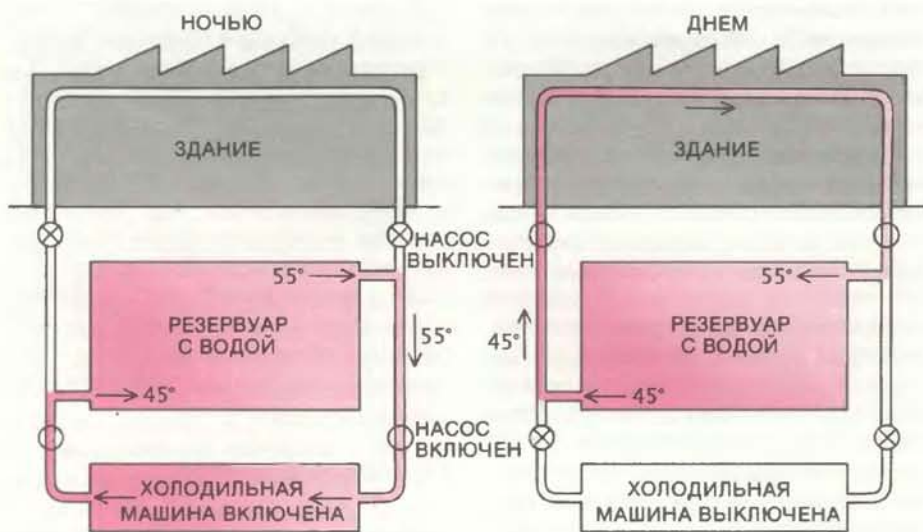 НОЧЬЮ
ЗДАНИЕ
НАСОС
ВЫКЛЮЧЕН
55°
РЕЗЕРВУАР
С ВОДОЙ
55°
45°
НАСОС
ВКЛЮЧЕН
ХОЛОДИЛЬНАЯ
МАШИНА ВКЛЮЧЕНА
ДНЕМ
ЗДАНИЕ
55°
РЕЗЕРВУАР
С ВОДОЙ
45°
45°
ХОЛОДИЛЬНАЯ
МАШИНА ВЫКЛЮЧЕНА